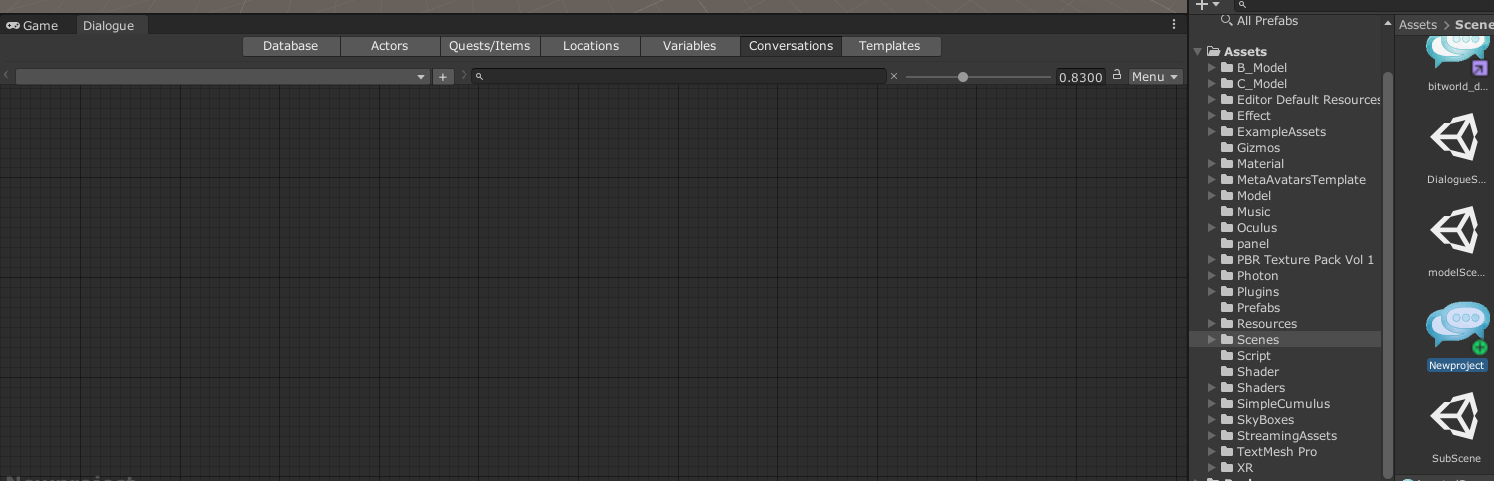 Game Dialogue
Database Actors Quests/Items Locations Variables Conversations Templates
0.8300 Menu
Newproject
All Prefabs
Assets
B_Model
C_Model
Editor Default Resources
Effect
ExampleAssets
Gizmos
Material
MetaAvatarsTemplate
Model
Music
Oculus
panel
PBR Texture Pack Vol 1
Photon
Plugins
Prefabs
Resources
Scenes
Script
Shader
Shaders
SimpleCumulus
SkyBoxes
StreamingAssets
TextMesh Pro
XR
Assets > Scene
bitworld_d...
DialogueS...
modelSce...
Newproject
SubScene